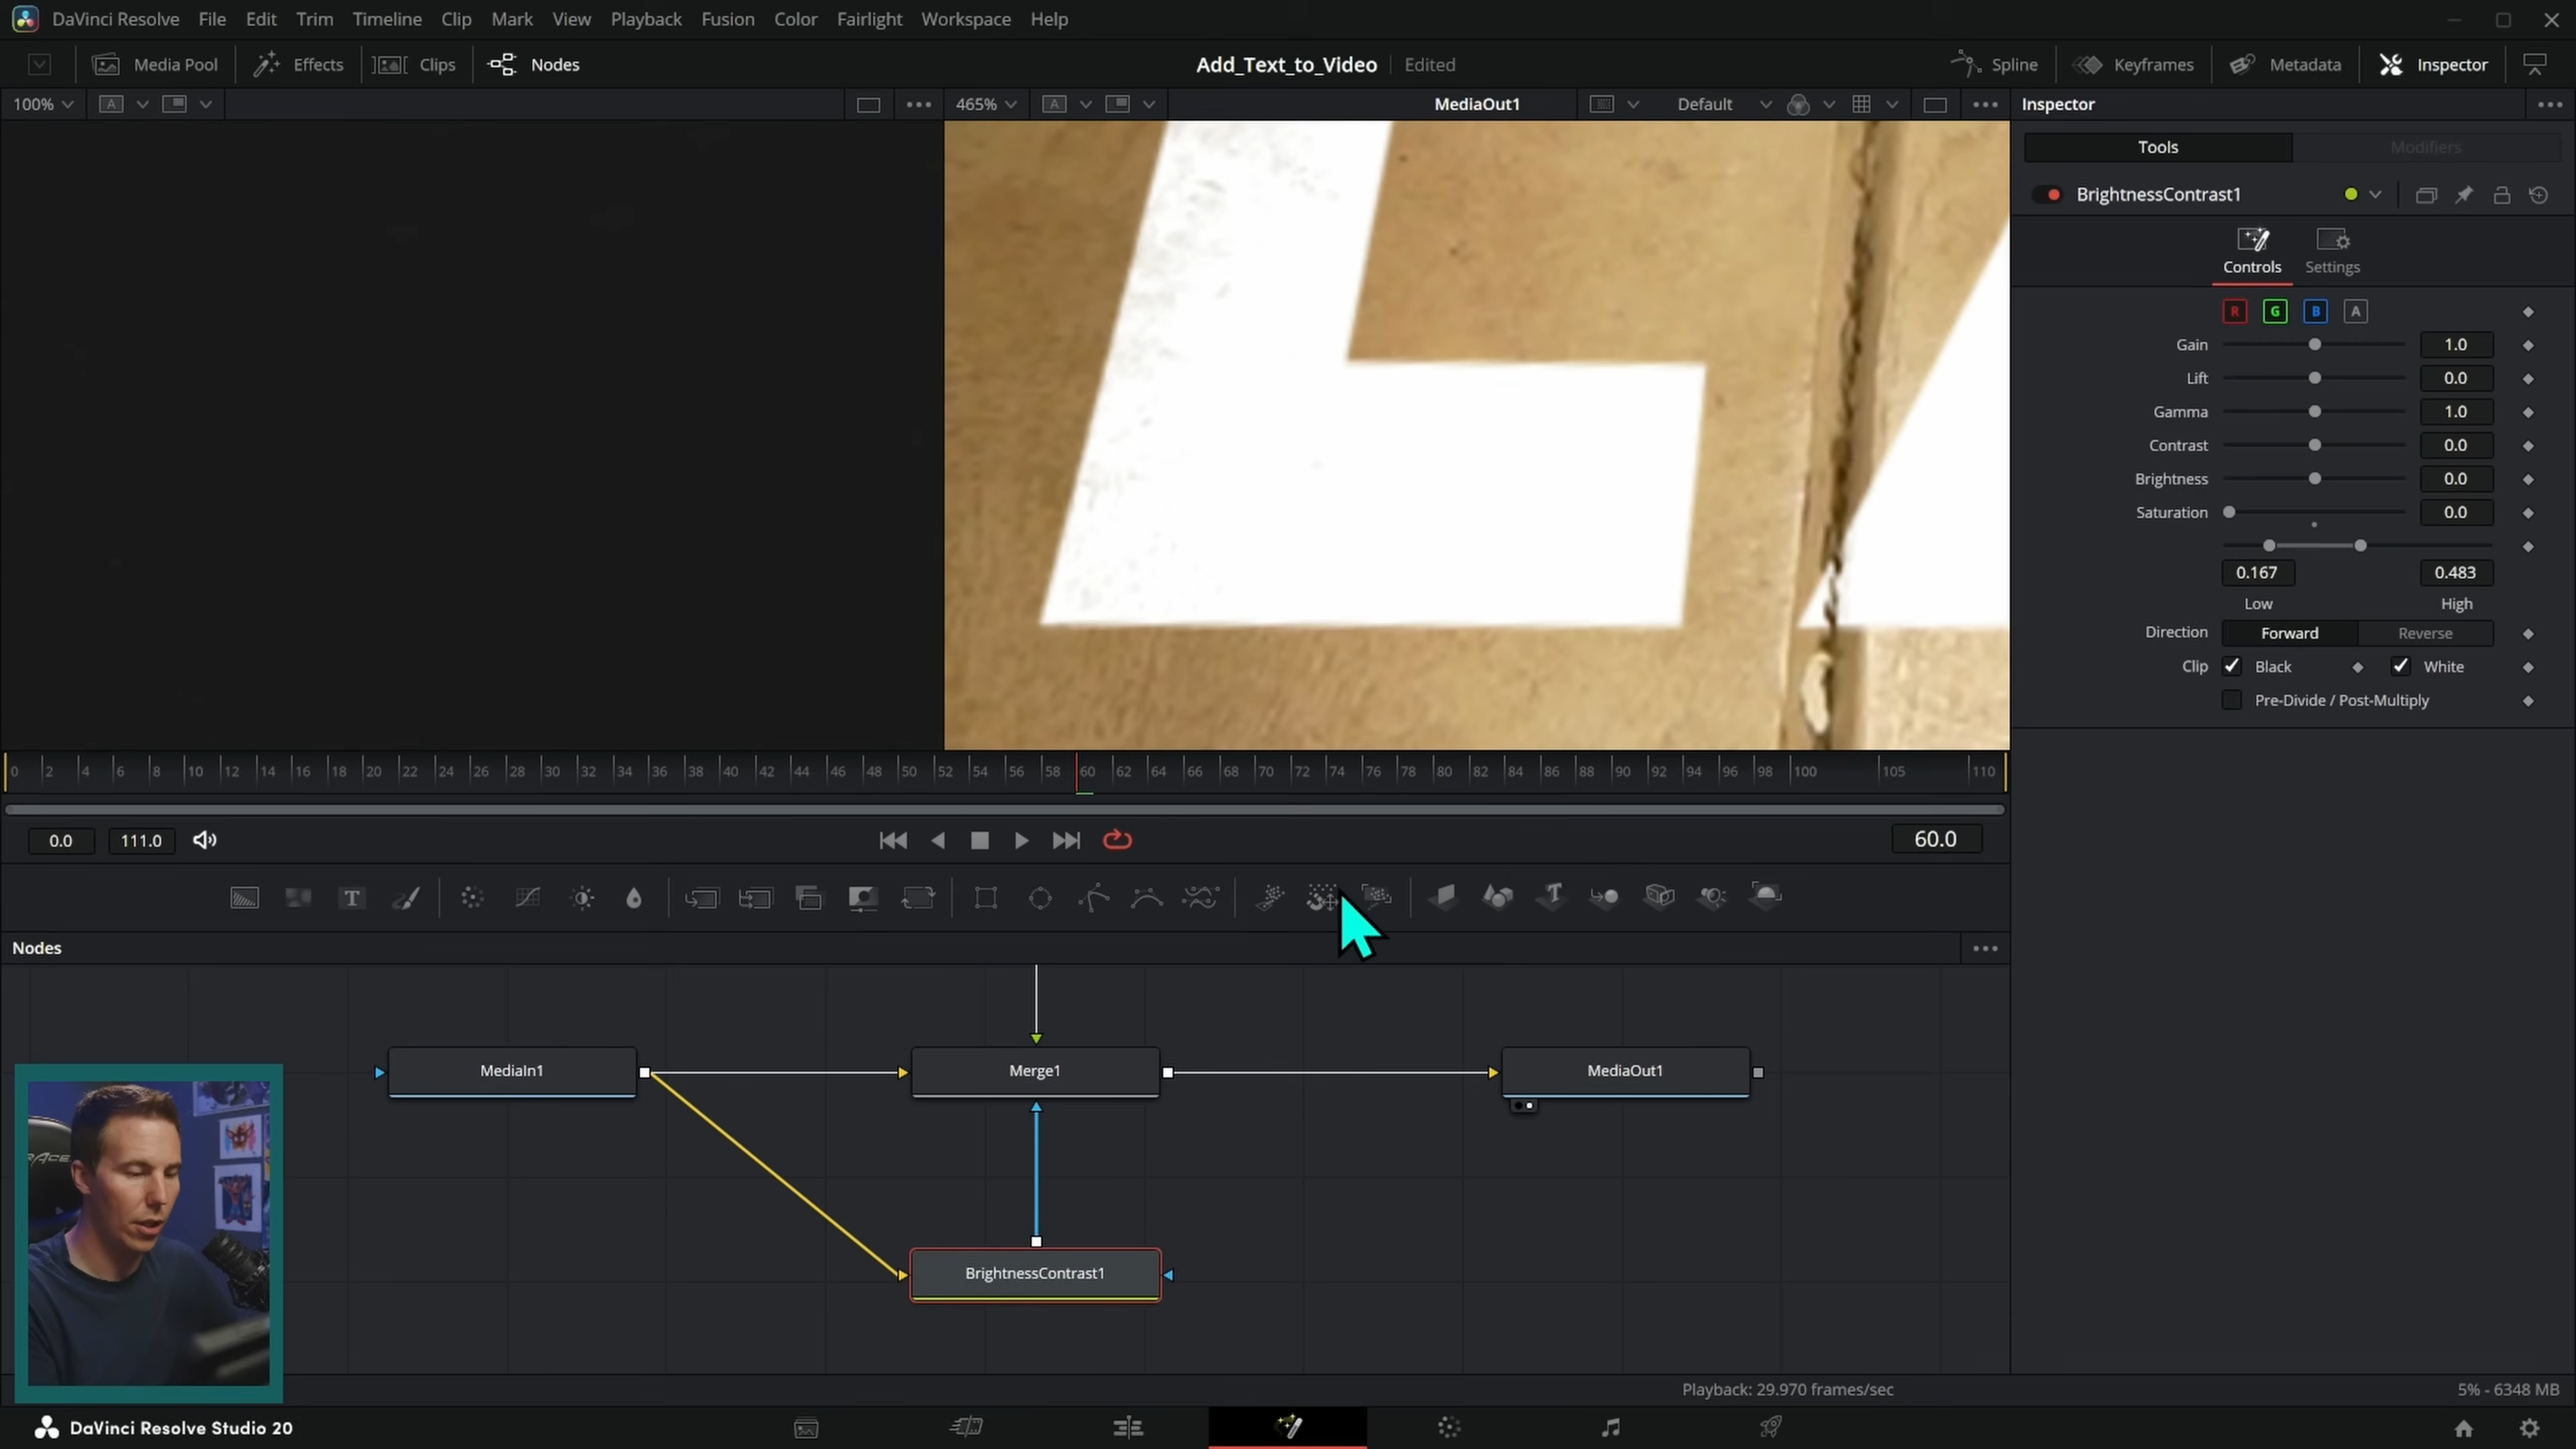 DaVinci Resolve File Edit Trim Timeline Clip Mark View Playback Fusion Color Fairlight Workspace Help
Media Pool Effects Clips Nodes Add_Text_to_Video Edited Spline Keyframes Metadata Inspector
100% A 465% A MediaOut1 Default Inspector
Tools Modifiers
BrightnessContrast1
Controls Settings
R G B A
Gain 1.0
Lift 0.0
Gamma 1.0
Contrast 0.0
Brightness 0.0
Saturation 0.0
0.167 0.483
Low High
Direction Forward Reverse
Clip Black White
Pre-Divide / Post-Multiply
0 2 4 6 8 10 12 14 16 18 20 22 24 26 28 30 32 34 36 38 40 42 44 46 48 50 52 54 56 58 60 62 64 66 68 70 72 74 76 78 80 82 84 86 88 90 92 94 96 98 100 105 110
0.0 111.0 60.0
T T
Nodes
MediaIn1 Merge1 MediaOut1
BrightnessContrast1
Playback: 29.970 frames/sec 5% - 6348 MB
DaVinci Resolve Studio 20